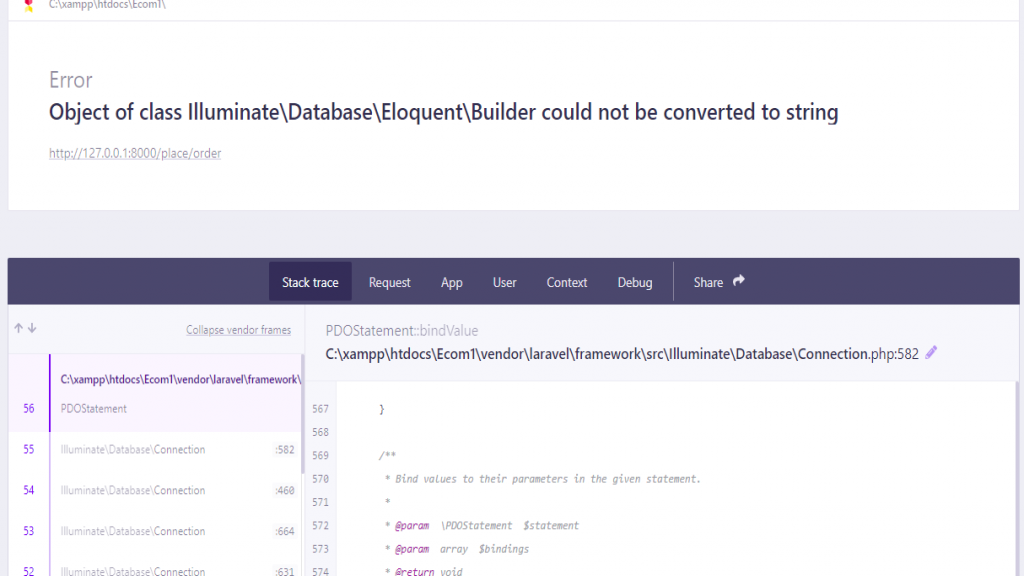 C:\xampp\htdocs\Ecom1\
Error
Object of class Illuminate\Database\Eloquent\Builder could not be converted to string
http://127.0.0.1:8000/place/order
Stack trace Request App User Context Debug Share
Collapse vendor frames
C:\xampp\htdocs\Ecom1\vendor\laravel\framework\
56 PDOStatement
55 Illuminate\Database\Connection :582
54 Illuminate\Database\Connection :460
53 Illuminate\Database\Connection :664
52 Illuminate\Database\Connection :631
PDOStatement::bindValue
C:\xampp\htdocs\Ecom1\vendor\laravel\framework\src\Illuminate\Database\Connection.php:582
567 }
568
569 /**
570 * Bind values to their parameters in the given statement.
571 *
572 * @param \PDOStatement $statement
573 * @param array $bindings
574 * @return void